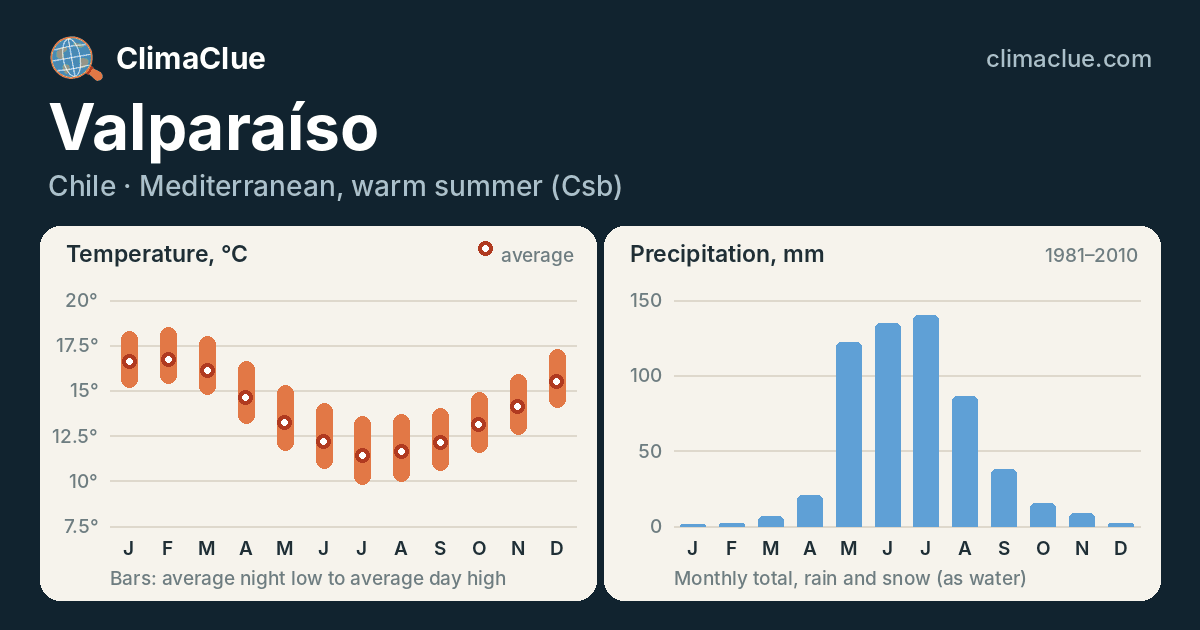 ClimaClue
climaclue.com
Valparaíso
Chile · Mediterranean, warm summer (Csb)
Temperature, °C
average
20°
17.5°
15°
12.5°
10°
7.5°
J F M A M J J A S O N D
Bars: average night low to average day high
Precipitation, mm
1981–2010
150
100
50
0
J F M A M J J A S O N D
Monthly total, rain and snow (as water)